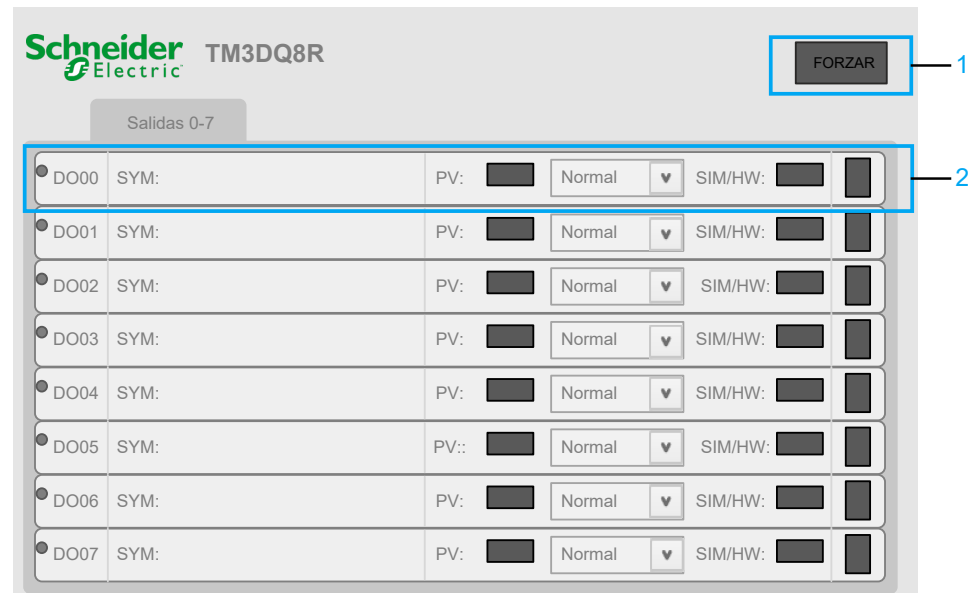 Schneider Electric TM3DQ8R
FORZAR 1
Salidas 0-7
DO00 SYM: PV: Normal v SIM/HW: 2
DO01 SYM: PV: Normal v SIM/HW:
DO02 SYM: PV: Normal v SIM/HW:
DO03 SYM: PV: Normal v SIM/HW:
DO04 SYM: PV: Normal v SIM/HW:
DO05 SYM: PV:: Normal v SIM/HW:
DO06 SYM: PV: Normal v SIM/HW:
DO07 SYM: PV: Normal v SIM/HW: